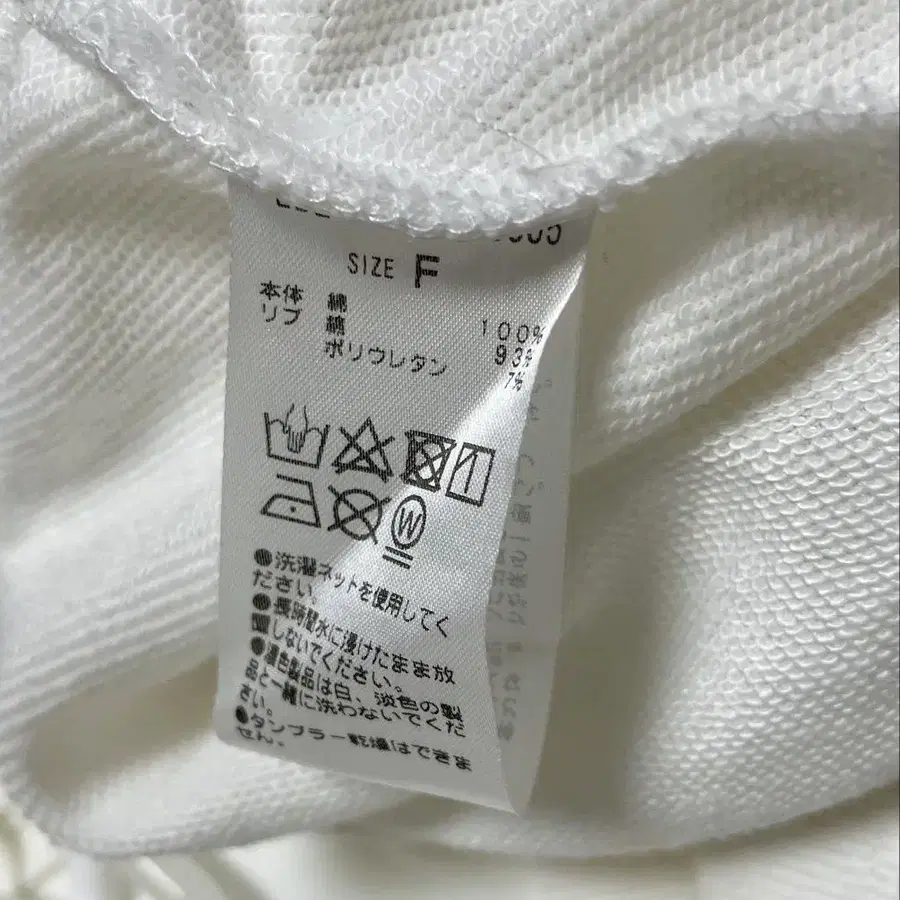 SIZE F
本体 綿 100%
リブ 綿 93%
ポリウレタン 7%
W
●洗濯ネットを使用してく
ださい。
●長時間水に浸けたまま放
置しないでください。
●濃色製品は白、淡色の製
品と一緒に洗わないでくだ
さい。
●タンブラー乾燥はできま
せん。